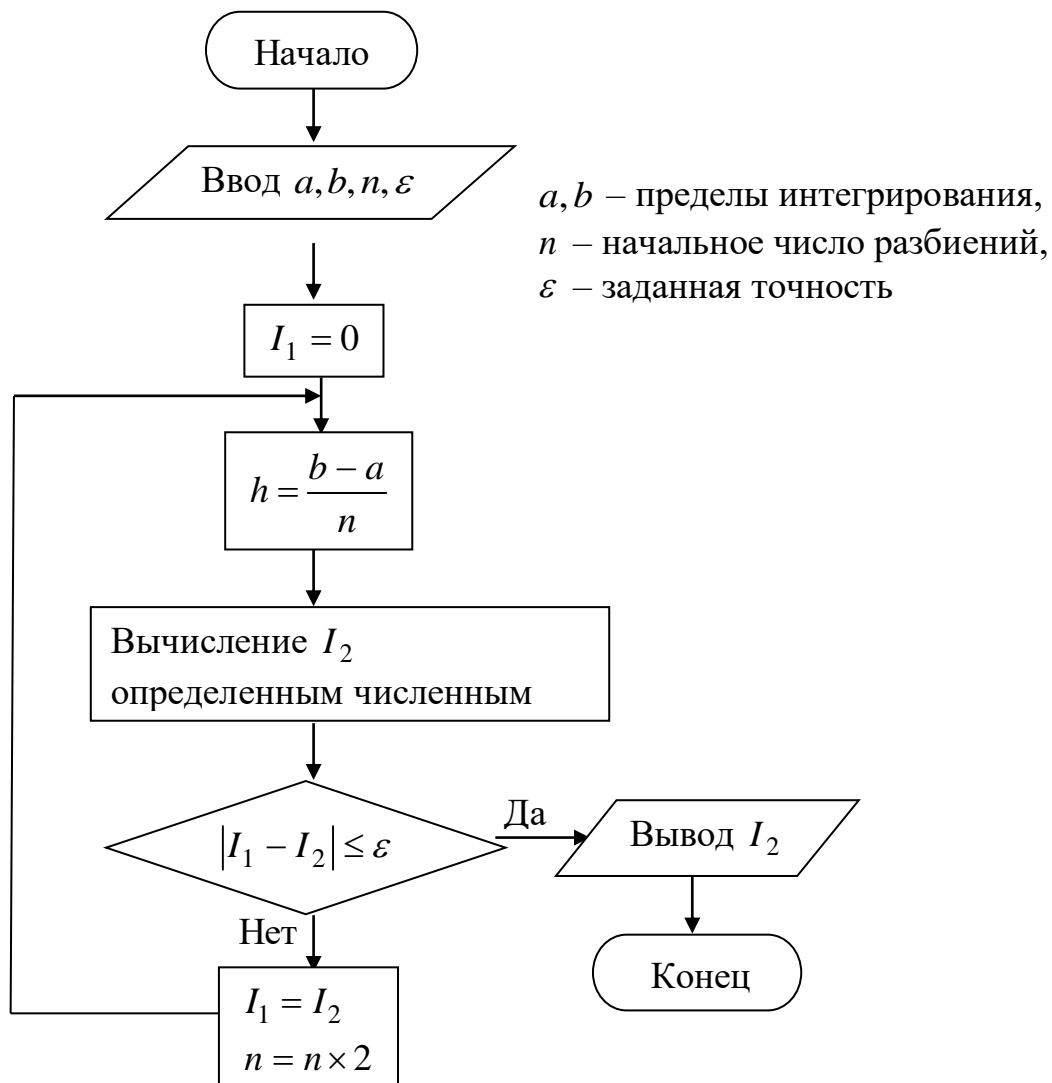 Начало
Ввод a, b, n, ε
a, b – пределы интегрирования,
n – начальное число разбиений,
ε – заданная точность
I₁ = 0
h = (b − a)/n
Вычисление I₂
определенным численным
|I₁ − I₂| ≤ ε
Да
Вывод I₂
Нет
Конец
I₁ = I₂
n = n × 2